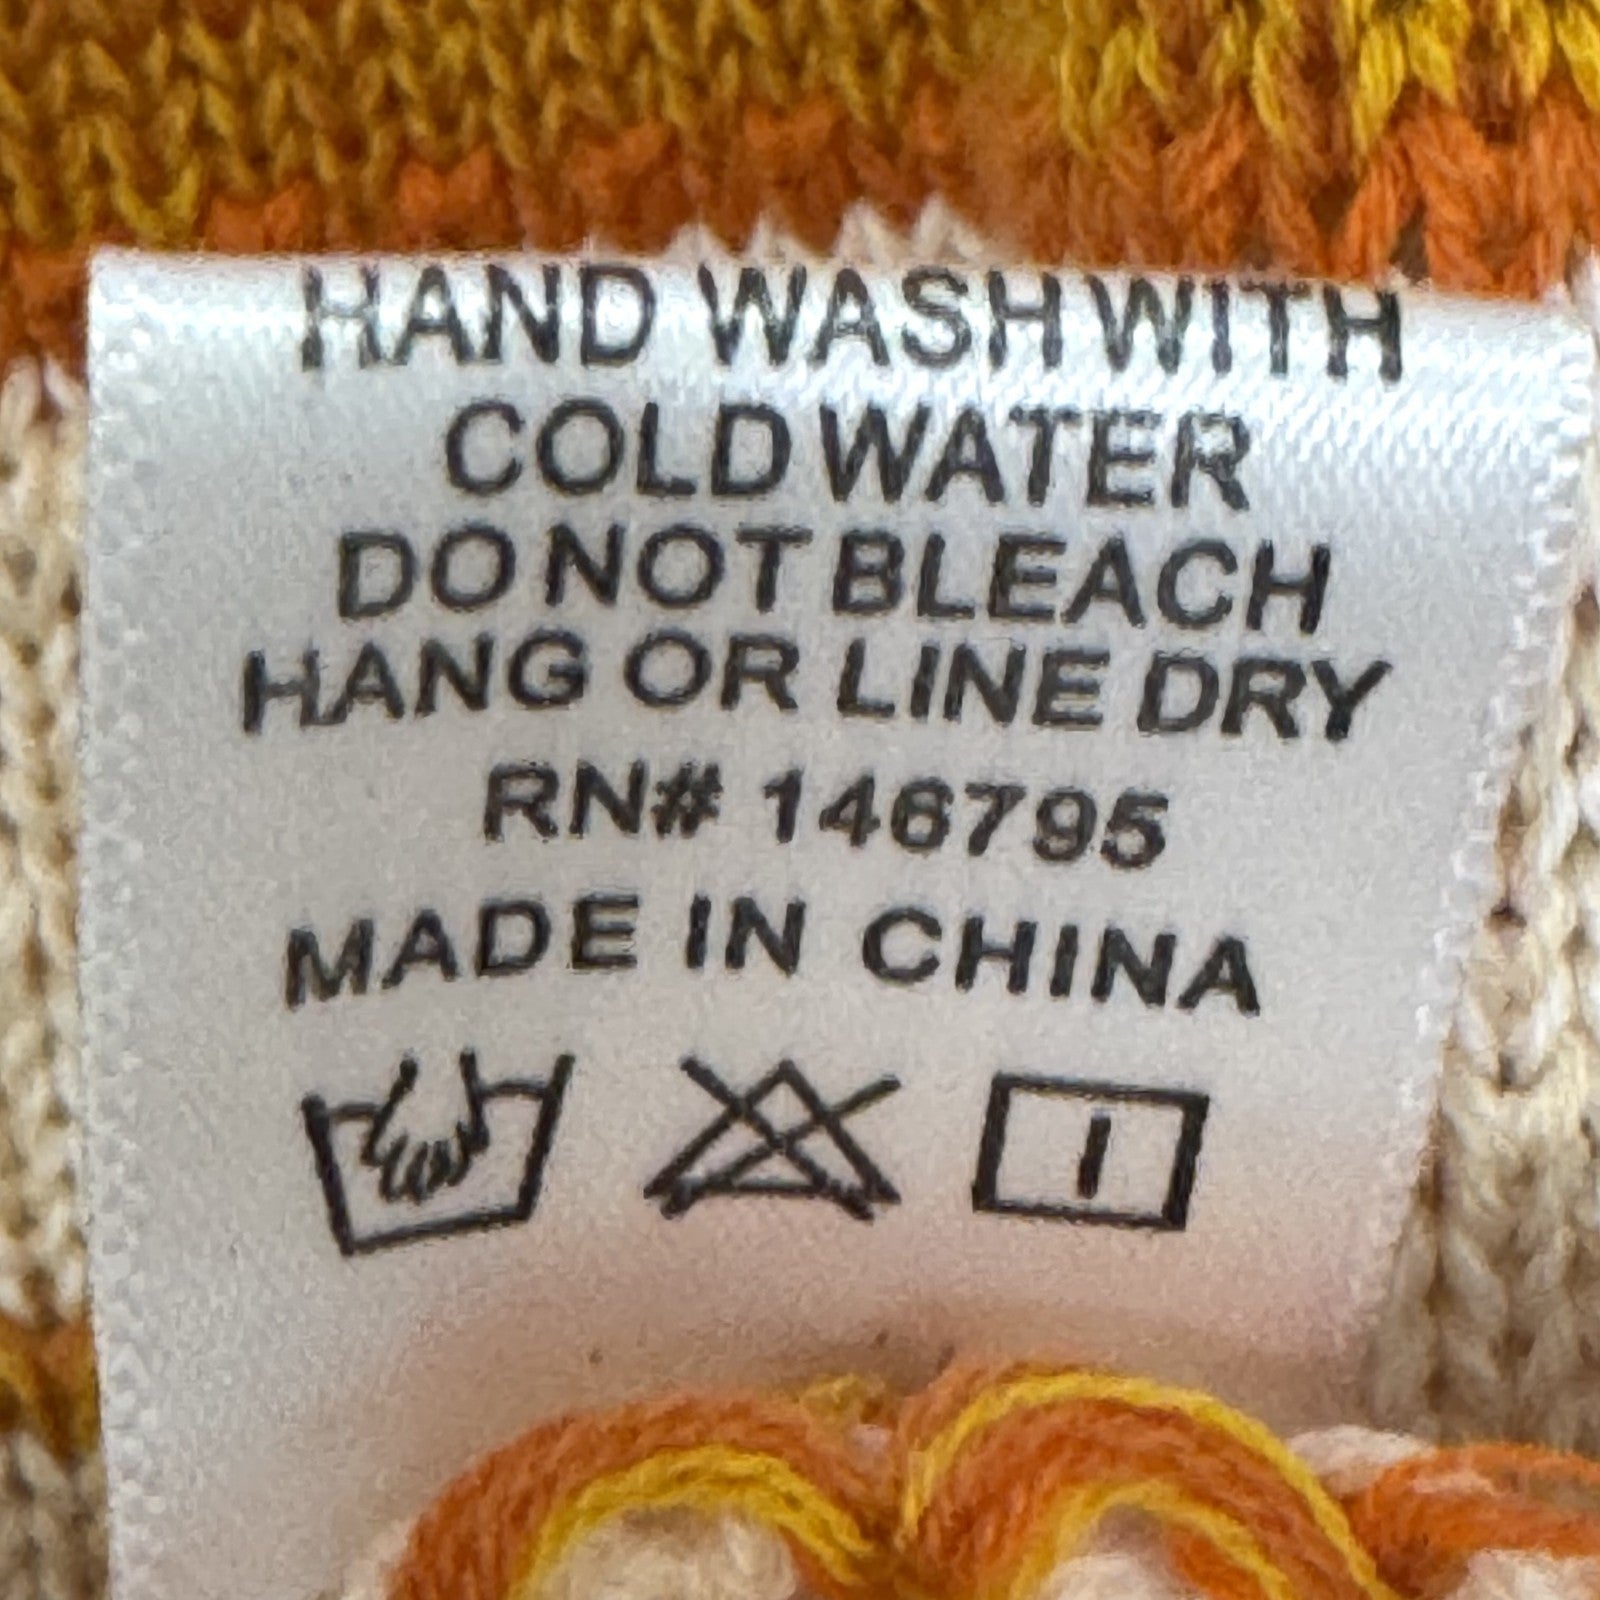 HAND WASH WITH
COLD WATER
DO NOT BLEACH
HANG OR LINE DRY
RN# 146795
MADE IN CHINA